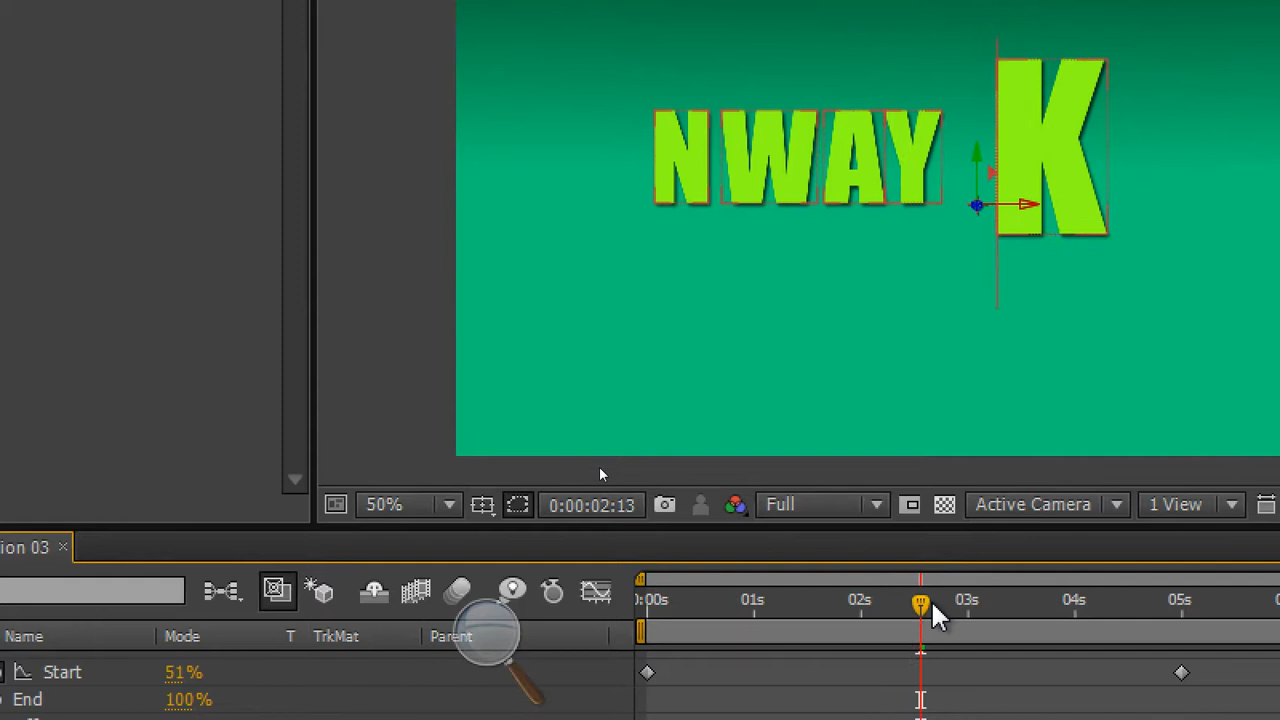 NWAY K
50% 0:00:02:13 Full Active Camera 1 View
ion 03 ×
0:00s 01s 02s 03s 04s 05s
Name Mode T TrkMat Parent
Start 51%
End 100%